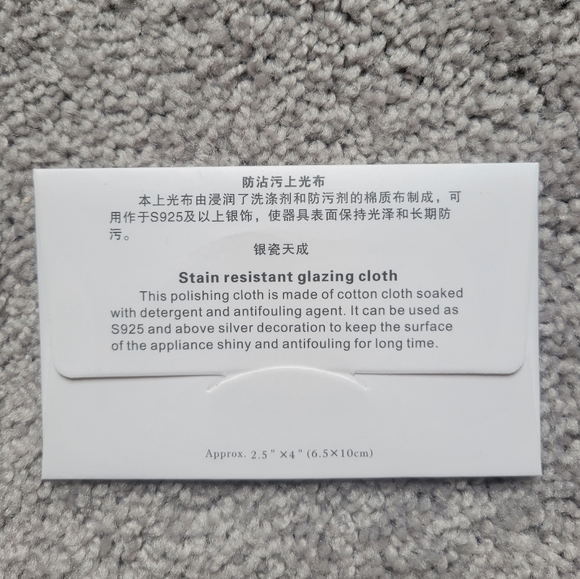 防沾污上光布
本上光布由浸润了洗涤剂和防污剂的棉质布制成，可
用作于S925及以上银饰，使器具表面保持光泽和长期防
污。
银瓷天成
Stain resistant glazing cloth
This polishing cloth is made of cotton cloth soaked
with detergent and antifouling agent. It can be used as
S925 and above silver decoration to keep the surface
of the appliance shiny and antifouling for long time.
Approx. 2.5" ×4" (6.5×10cm)